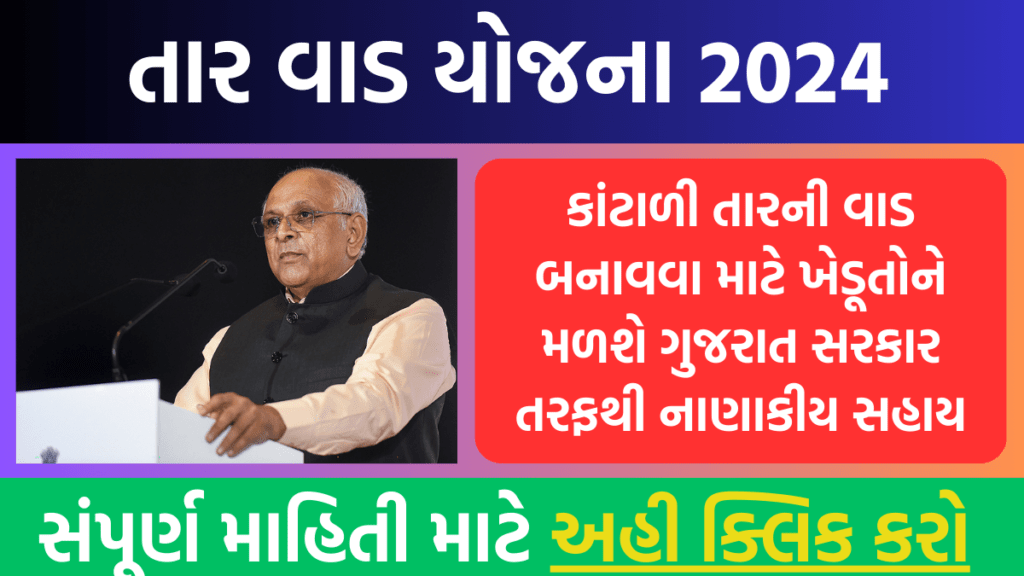 તાર વાડ યોજના 2024
કાંટાળી તારની વાડ
બનાવવા માટે ખેડૂતોને
મળશે ગુજરાત સરકાર
તરફથી નાણાકીય સહાય
સંપૂર્ણ માહિતી માટે અહી ક્લિક કરો